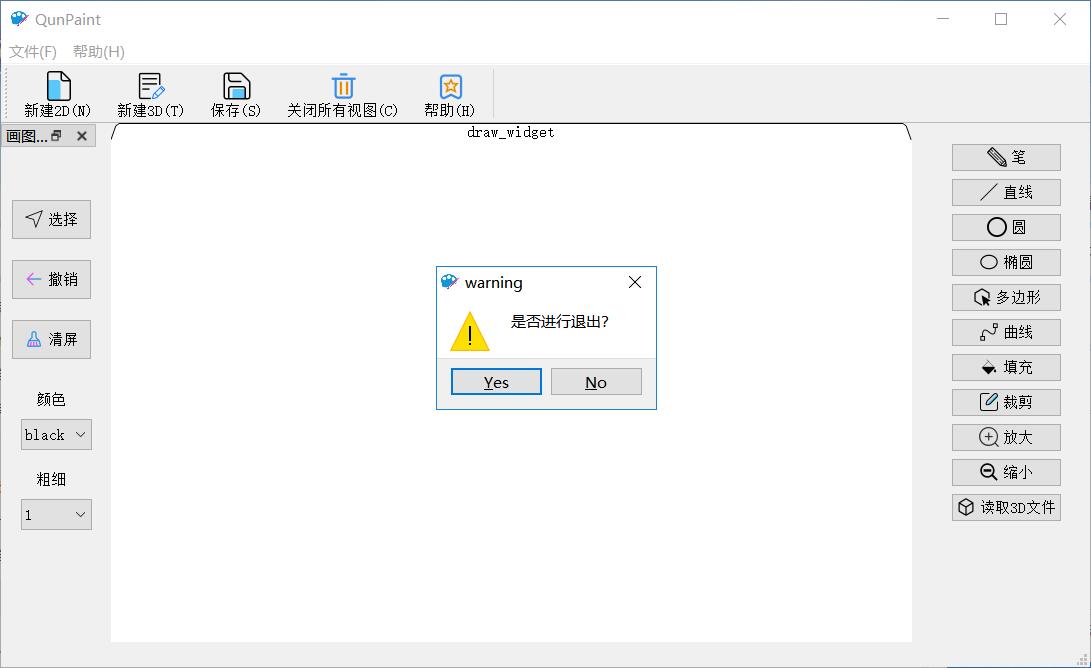 QunPaint
文件(F) 帮助(H)
新建2D(N) 新建3D(T) 保存(S) 关闭所有视图(C) 帮助(H)
画图...
draw_widget
选择
撤销
清屏
颜色
black
粗细
1
warning
是否进行退出?
Yes No
笔
直线
圆
椭圆
多边形
曲线
填充
裁剪
放大
缩小
读取3D文件